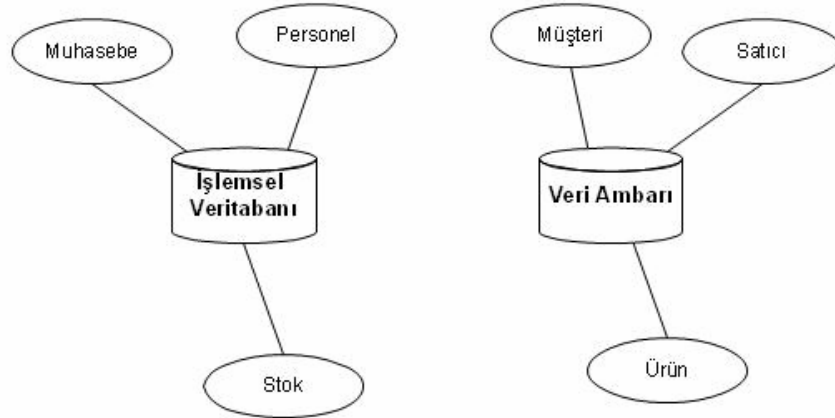 Muhasebe
Personel
Müşteri
Satıcı
İşlemsel
Veritabanı
Veri Ambarı
Stok
Ürün